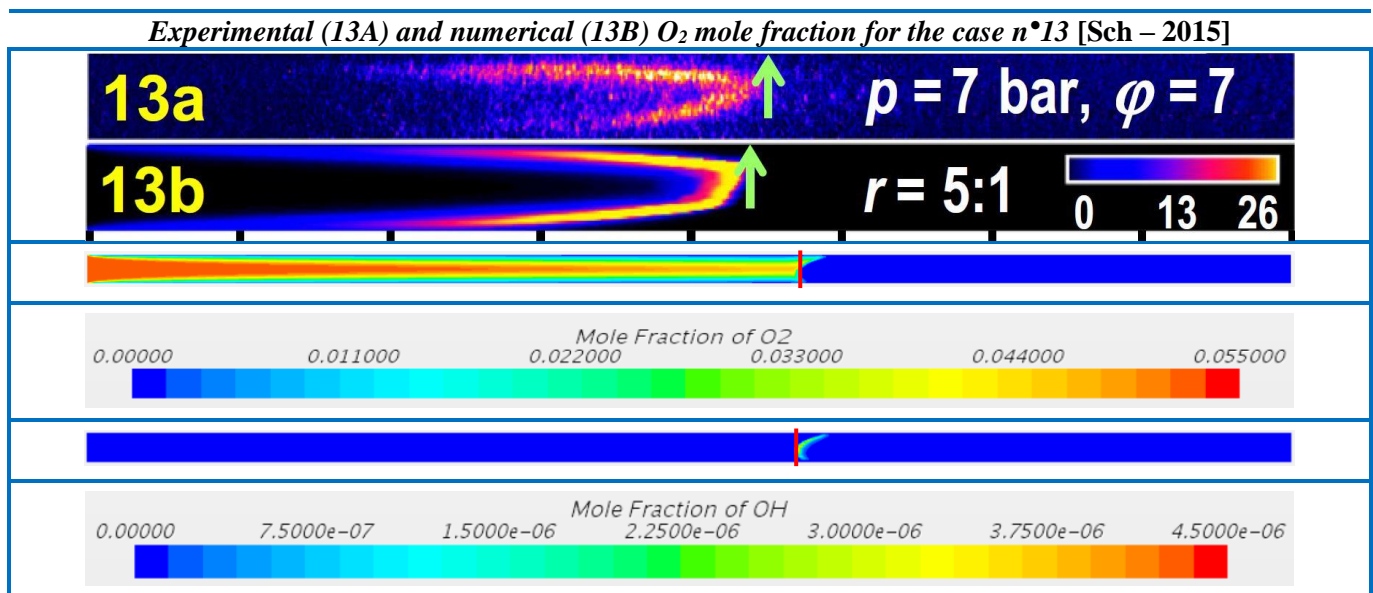 Experimental (13A) and numerical (13B) O₂ mole fraction for the case n•13 [Sch – 2015]
13a p = 7 bar, φ = 7
13b r = 5:1
0 13 26
Mole Fraction of O2
0.00000 0.011000 0.022000 0.033000 0.044000 0.055000
Mole Fraction of OH
0.00000 7.5000e-07 1.5000e-06 2.2500e-06 3.0000e-06 3.7500e-06 4.5000e-06